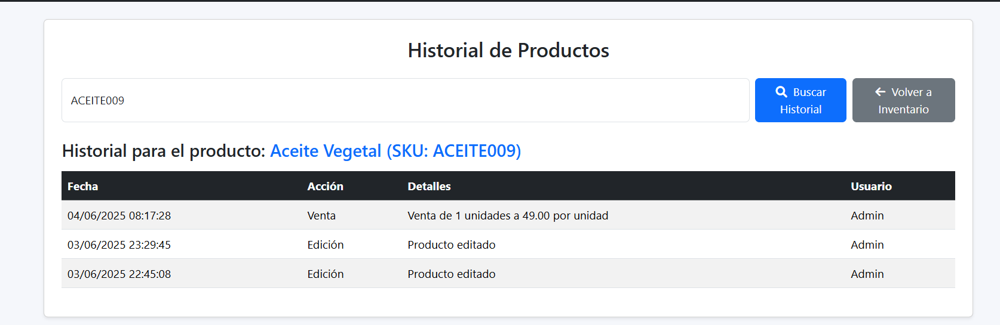 Historial de Productos
ACEITE009
Buscar
Historial
Volver a
Inventario
Historial para el producto: Aceite Vegetal (SKU: ACEITE009)
Fecha Acción Detalles Usuario
04/06/2025 08:17:28 Venta Venta de 1 unidades a 49.00 por unidad Admin
03/06/2025 23:29:45 Edición Producto editado Admin
03/06/2025 22:45:08 Edición Producto editado Admin